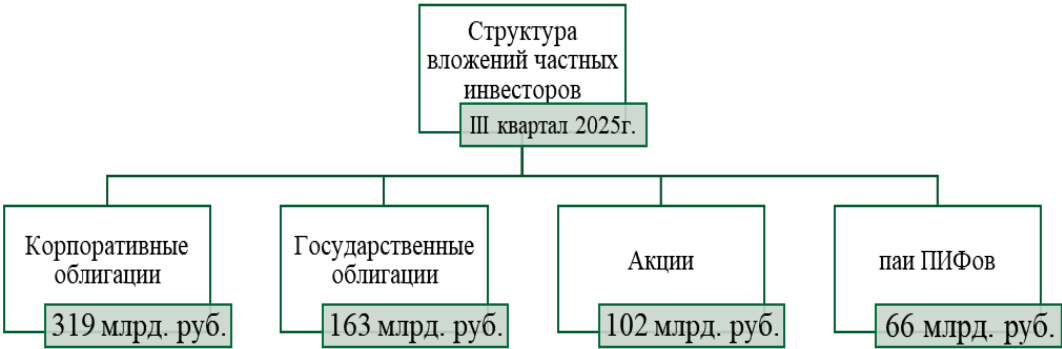 Структура
вложений частных
инвесторов
III квартал 2025г.
Корпоративные
облигации
319 млрд. руб.
Государственные
облигации
163 млрд. руб.
Акции
102 млрд. руб.
паи ПИФов
66 млрд. руб.